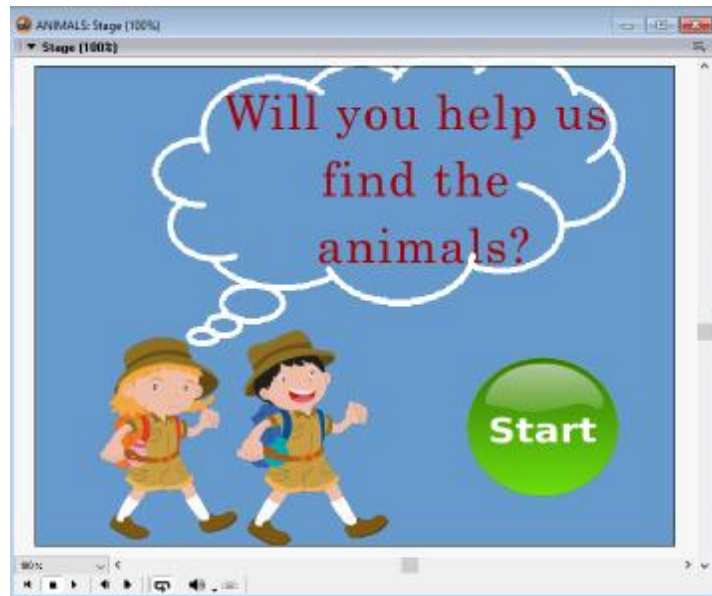 ANIMALS: Stage (100%)
Stage (100%)
Will you help us
find the
animals?
Start